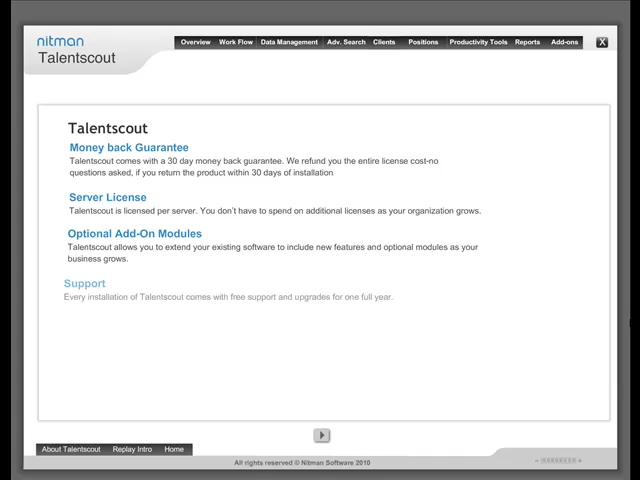 nitman
Talentscout
Overview Work Flow Data Management Adv. Search Clients Positions Productivity Tools Reports Add-ons X
Talentscout
Money back Guarantee
Talentscout comes with a 30 day money back guarantee. We refund you the entire license cost-no
questions asked, if you return the product within 30 days of installation
Server License
Talentscout is licensed per server. You don't have to spend on additional licenses as your organization grows.
Optional Add-On Modules
Talentscout allows you to extend your existing software to include new features and optional modules as your
business grows.
Support
Every installation of Talentscout comes with free support and upgrades for one full year.
About Talentscout Replay Intro Home
All rights reserved © Nitman Software 2010